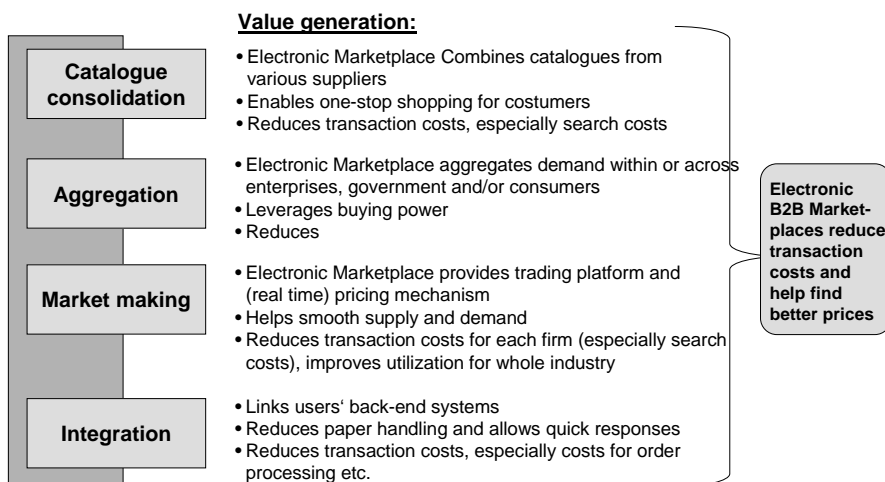 Value generation:
Catalogue
consolidation
• Electronic Marketplace Combines catalogues from
various suppliers
• Enables one-stop shopping for costumers
• Reduces transaction costs, especially search costs
Aggregation
• Electronic Marketplace aggregates demand within or across
enterprises, government and/or consumers
• Leverages buying power
• Reduces
Market making
• Electronic Marketplace provides trading platform and
(real time) pricing mechanism
• Helps smooth supply and demand
• Reduces transaction costs for each firm (especially search
costs), improves utilization for whole industry
Integration
• Links users‘ back-end systems
• Reduces paper handling and allows quick responses
• Reduces transaction costs, especially costs for order
processing etc.
Electronic
B2B Market-
places reduce
transaction
costs and
help find
better prices